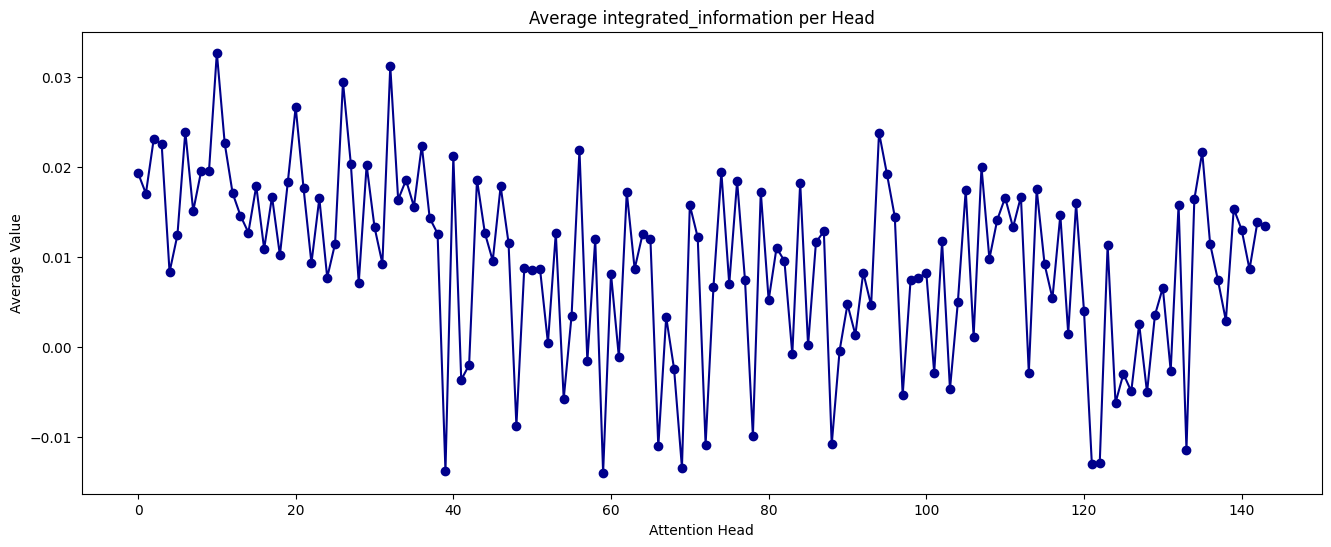 Average integrated_information per Head
Average Value
0.03
0.02
0.01
0.00
−0.01
0 20 40 60 80 100 120 140
Attention Head